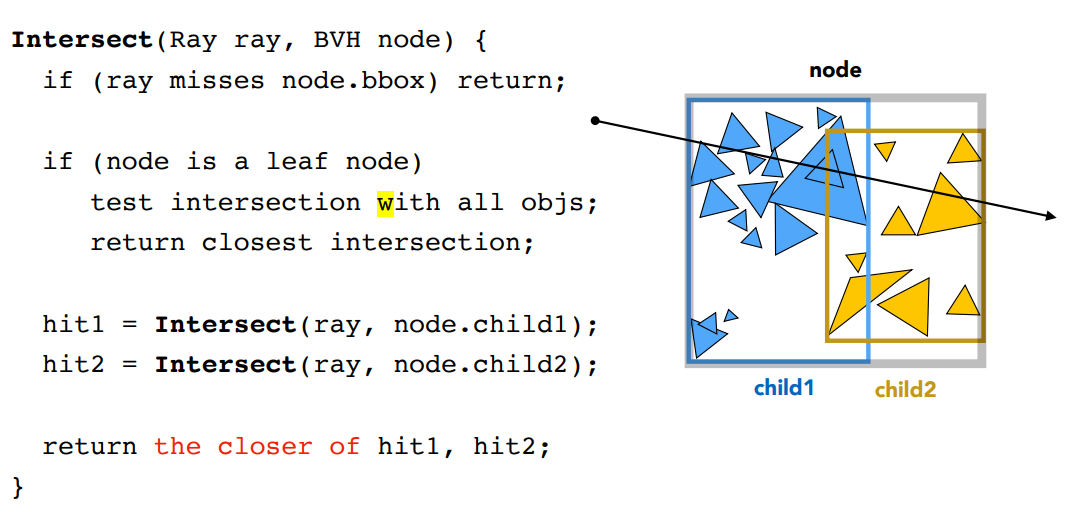 Intersect(Ray ray, BVH node) {
if (ray misses node.bbox) return;
if (node is a leaf node)
test intersection with all objs;
return closest intersection;
hit1 = Intersect(ray, node.child1);
hit2 = Intersect(ray, node.child2);
return the closer of hit1, hit2;
}
node
child1
child2